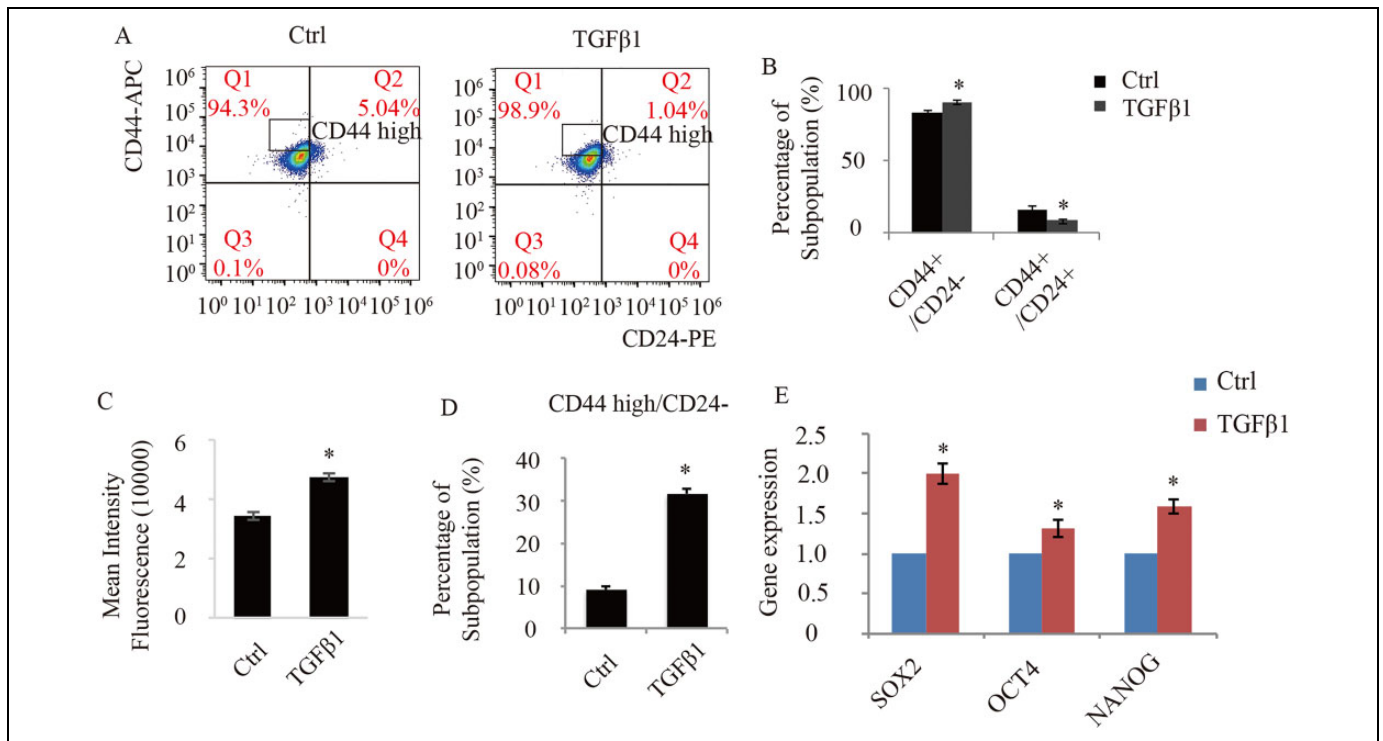 A
Ctrl
TGFβ1
CD44-APC
10⁶
10⁵
10⁴
10³
10²
10¹
10⁰
Q1
94.3%
Q2
5.04%
CD44 high
Q3
0.1%
Q4
0%
10⁰ 10¹ 10² 10³ 10⁴ 10⁵ 10⁶
10⁶
10⁵
10⁴
10³
10²
10¹
10⁰
Q1
98.9%
Q2
1.04%
CD44 high
Q3
0.08%
Q4
0%
10⁰ 10¹ 10² 10³ 10⁴ 10⁵ 10⁶
CD24-PE
B
Ctrl
TGFβ1
Percentage of
Subpopulation (%)
100
50
0
*
*
CD44+
/CD24-
CD44+
/CD24+
C
Mean Intensity
Fluorescence (10000)
6
4
2
0
*
Ctrl
TGFβ1
D
CD44 high/CD24-
Percentage of
Subpopulation (%)
40
30
20
10
0
*
Ctrl
TGFβ1
E
Ctrl
TGFβ1
Gene expression
2.5
2.0
1.5
1.0
0.5
0
*
*
*
SOX2
OCT4
NANOG